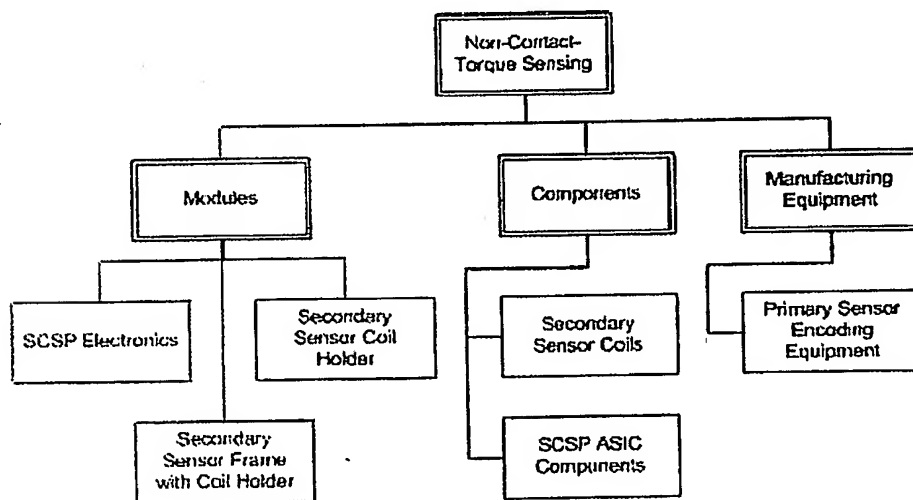 Non-Contact-
Torque Sensing
Modules
Components
Manufacturing
Equipment
SCSP Electronics
Secondary
Sensor Coil
Holder
Secondary
Sensor Frame
with Coil Holder
Secondary
Sensor Coils
SCSP ASIC
Components
Primary Sensor
Encoding
Equipment